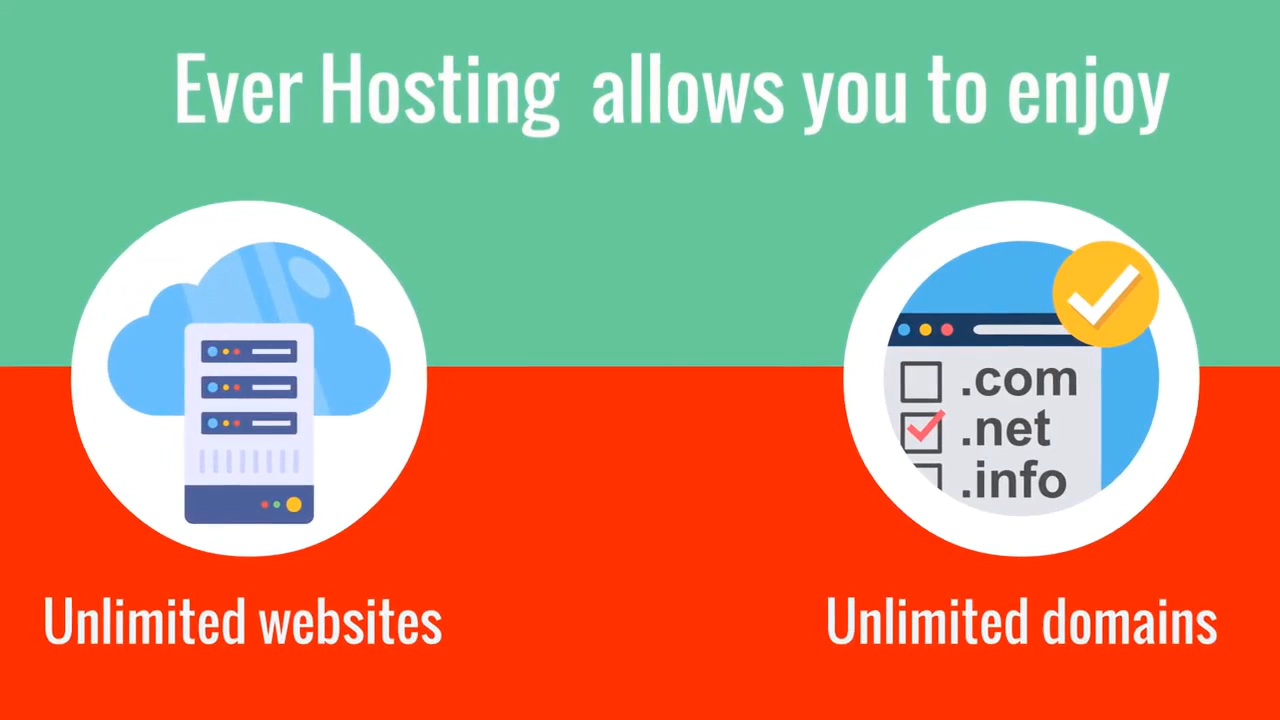 Ever Hosting allows you to enjoy
.com
.net
.info
Unlimited websites
Unlimited domains